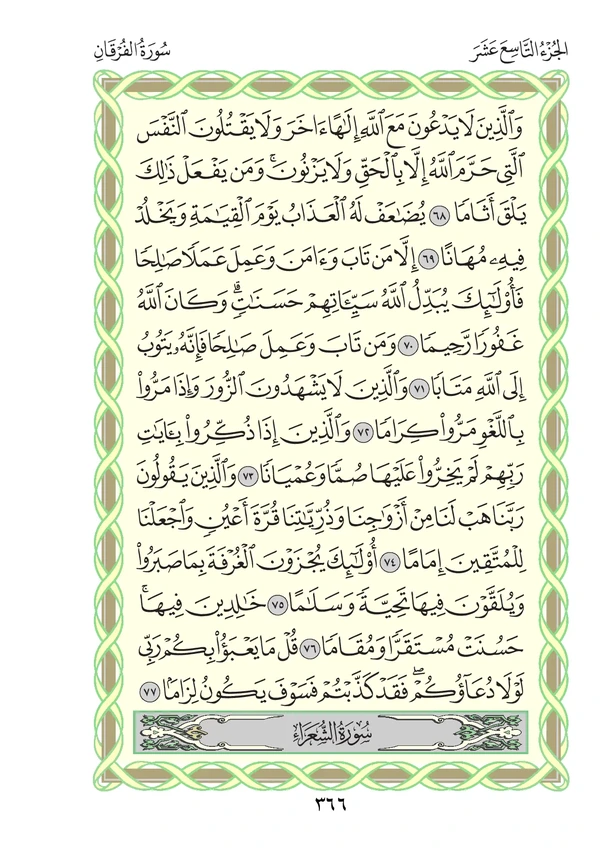 الجُزْءُ التَّاسِعَ عَشَرَ
سُورَةُ الفُرْقَانِ
وَٱلَّذِينَ لَا يَدْعُونَ مَعَ ٱللَّهِ إِلَٰهًا ءَاخَرَ وَلَا يَقْتُلُونَ ٱلنَّفْسَ
ٱلَّتِي حَرَّمَ ٱللَّهُ إِلَّا بِٱلْحَقِّ وَلَا يَزْنُونَۚ وَمَن يَفْعَلْ ذَٰلِكَ
يَلْقَ أَثَامًا ٦٨ يُضَٰعَفْ لَهُ ٱلْعَذَابُ يَوْمَ ٱلْقِيَٰمَةِ وَيَخْلُدْ
فِيهِۦ مُهَانًا ٦٩ إِلَّا مَن تَابَ وَءَامَنَ وَعَمِلَ عَمَلًا صَٰلِحًا
فَأُو۟لَٰٓئِكَ يُبَدِّلُ ٱللَّهُ سَيِّـَٔاتِهِمْ حَسَنَٰتٍۗ وَكَانَ ٱللَّهُ
غَفُورًا رَّحِيمًا ٧٠ وَمَن تَابَ وَعَمِلَ صَٰلِحًا فَإِنَّهُۥ يَتُوبُ
إِلَى ٱللَّهِ مَتَابًا ٧١ وَٱلَّذِينَ لَا يَشْهَدُونَ ٱلزُّورَ وَإِذَا مَرُّوا۟
بِٱللَّغْوِ مَرُّوا۟ كِرَامًا ٧٢ وَٱلَّذِينَ إِذَا ذُكِّرُوا۟ بِـَٔايَٰتِ
رَبِّهِمْ لَمْ يَخِرُّوا۟ عَلَيْهَا صُمًّا وَعُمْيَانًا ٧٣ وَٱلَّذِينَ يَقُولُونَ
رَبَّنَا هَبْ لَنَا مِنْ أَزْوَٰجِنَا وَذُرِّيَّٰتِنَا قُرَّةَ أَعْيُنٍ وَٱجْعَلْنَا
لِلْمُتَّقِينَ إِمَامًا ٧٤ أُو۟لَٰٓئِكَ يُجْزَوْنَ ٱلْغُرْفَةَ بِمَا صَبَرُوا۟
وَيُلَقَّوْنَ فِيهَا تَحِيَّةً وَسَلَٰمًا ٧٥ خَٰلِدِينَ فِيهَاۚ
حَسُنَتْ مُسْتَقَرًّا وَمُقَامًا ٧٦ قُلْ مَا يَعْبَؤُا۟ بِكُمْ رَبِّي
لَوْلَا دُعَآؤُكُمْۖ فَقَدْ كَذَّبْتُمْ فَسَوْفَ يَكُونُ لِزَامًۢا ٧٧
سُورَةُ الشُّعَرَاءِ
٣٦٦